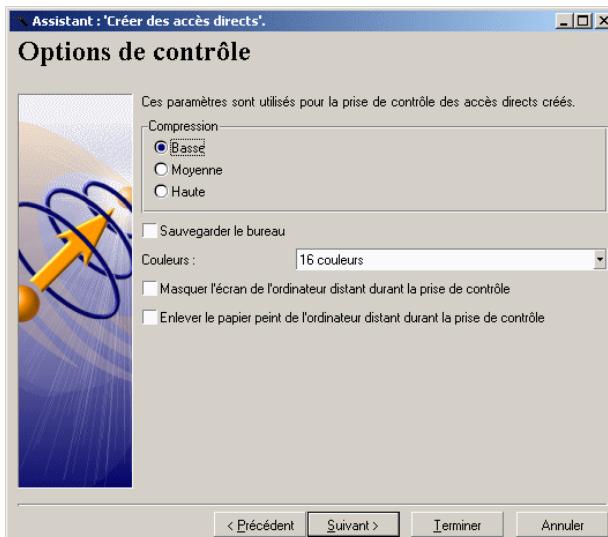 Assistant : 'Créer des accès directs'.
Options de contrôle
Ces paramètres sont utilisés pour la prise de contrôle des accès directs créés.
Compression
Basse
Moyenne
Haute
Sauvegarder le bureau
Couleurs :
16 couleurs
Masquer l'écran de l'ordinateur distant durant la prise de contrôle
Enlever le papier peint de l'ordinateur distant durant la prise de contrôle
< Précédent
Suivant >
Terminer
Annuler